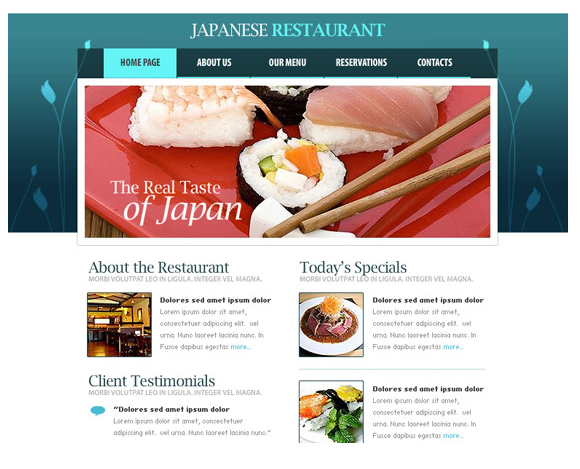 JAPANESE RESTAURANT
HOME PAGE
ABOUT US
OUR MENU
RESERVATIONS
CONTACTS
The Real Taste
of Japan
About the Restaurant
MORBI VOLUTPAT LEO IN LIGULA. INTEGER VEL MAGNA.
Dolores sed amet ipsum dolor
Lorem ipsum dolor sit amet,
consectetuer adipiscing elit. vel
urna. Nunc laoreet lacinia nunc. In
Fusce dapibus egestas more...
Client Testimonials
MORBI VOLUTPAT LEO IN LIGULA. INTEGER VEL MAGNA.
“Dolores sed amet ipsum dolor
Lorem ipsum dolor sit amet, consectetuer
adipiscing elit. vel urna. Nunc laoreet lacinia nunc.”
Today's Specials
MORBI VOLUTPAT LEO IN LIGULA. INTEGER VEL MAGNA.
Dolores sed amet ipsum dolor
Lorem ipsum dolor sit amet,
consectetuer adipiscing elit. vel
urna. Nunc laoreet lacinia nunc. In
Fusce dapibus egestas more...
Dolores sed amet ipsum dolor
Lorem ipsum dolor sit amet,
consectetuer adipiscing elit. vel
urna. Nunc laoreet lacinia nunc. In
Fusce dapibus egestas more...